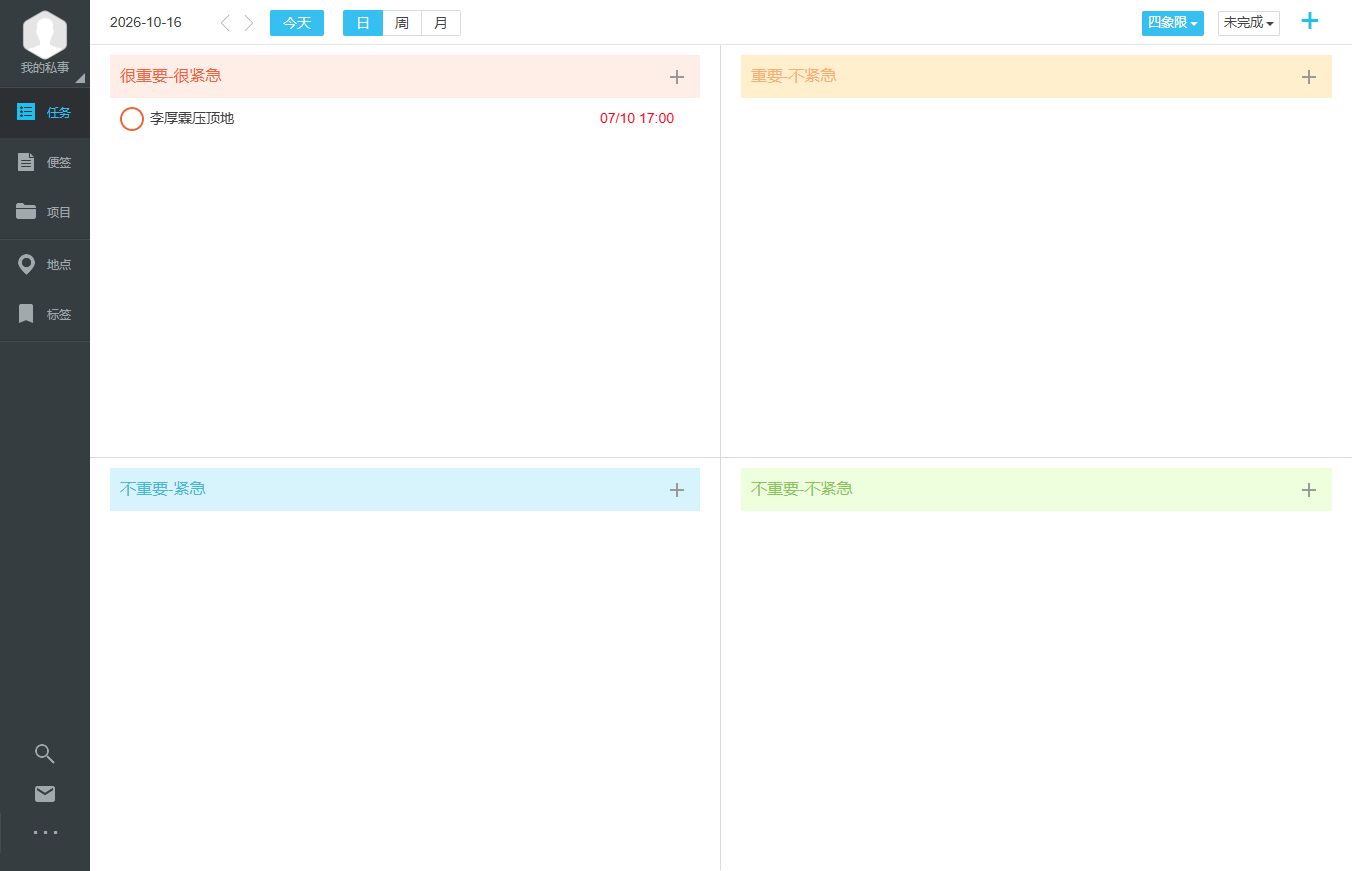 2026-10-16
今天
日
周
月
四象限
未完成
我的私事
任务
便签
项目
地点
标签
很重要-很紧急
李厚霖压顶地
07/10 17:00
重要-不紧急
不重要-紧急
不重要-不紧急